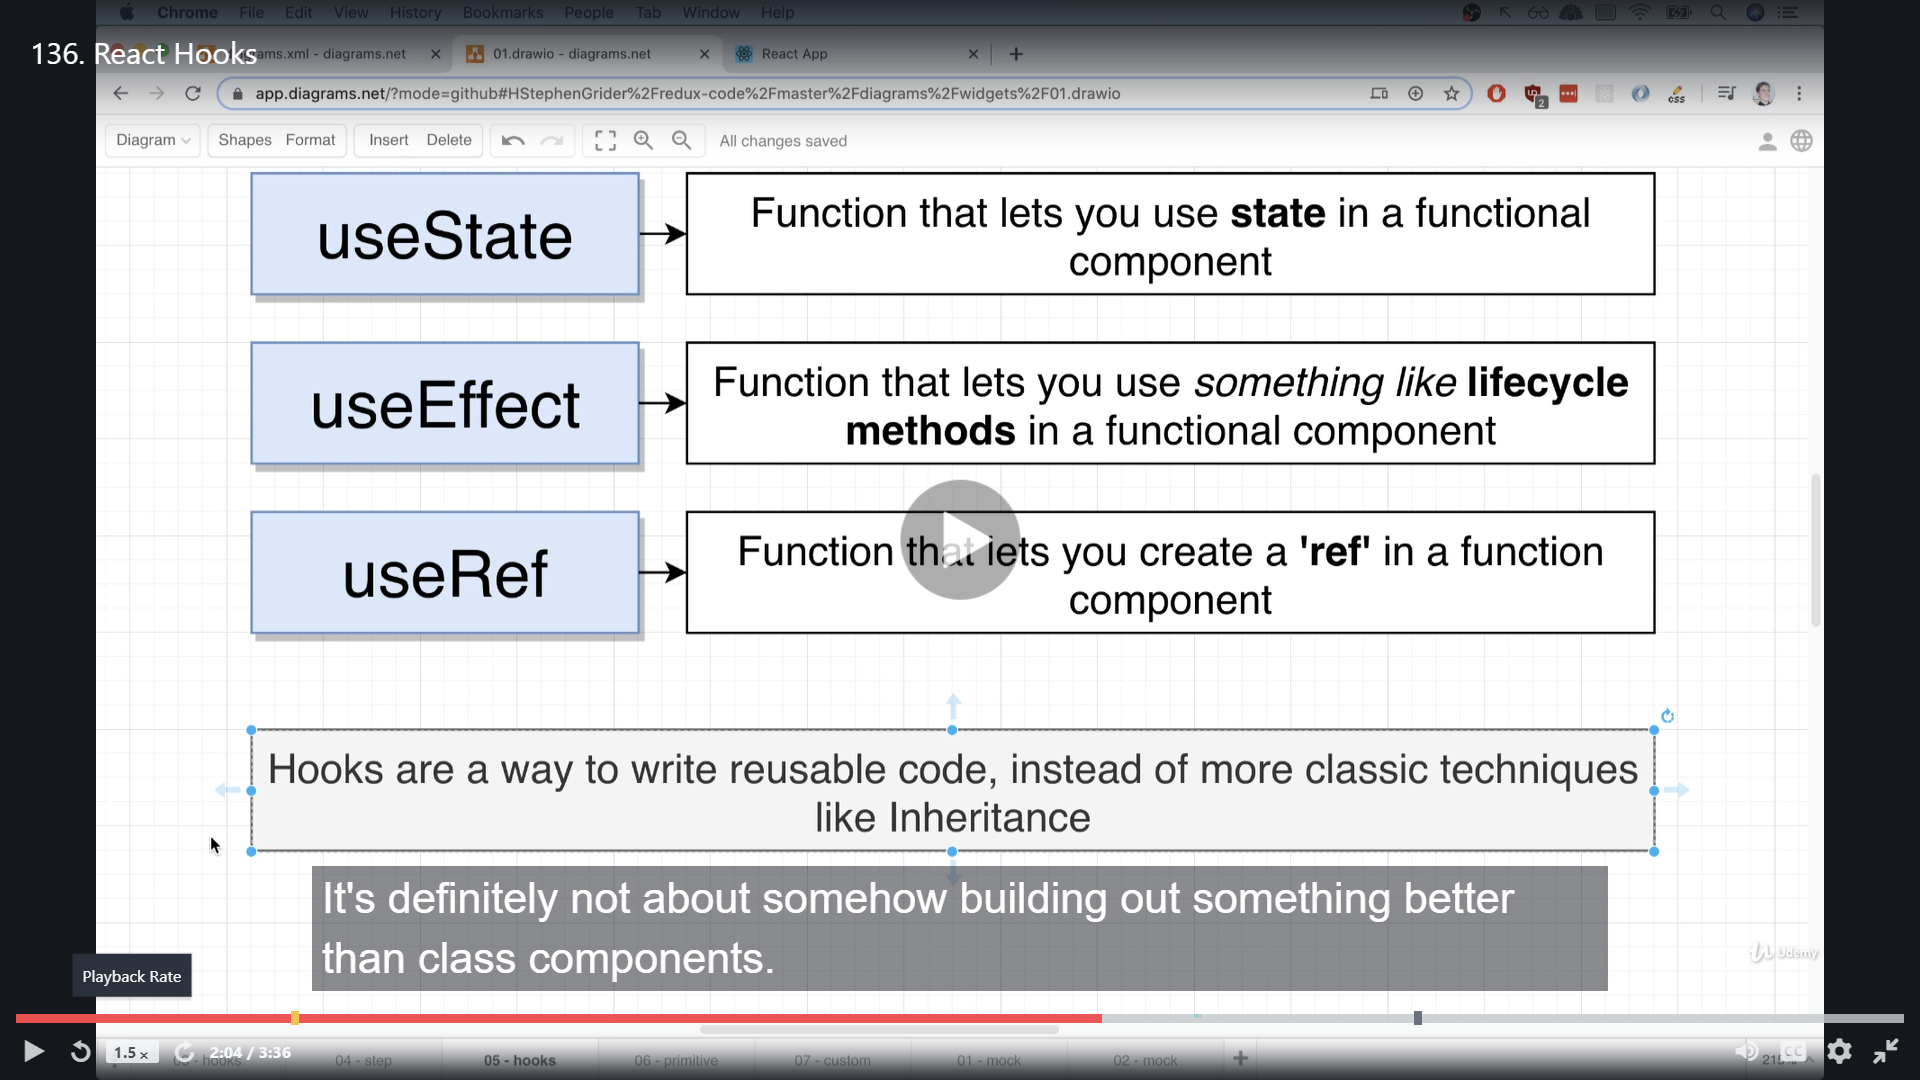 Chrome File Edit View History Bookmarks People Tab Window Help
136. React Hooks
ams.xml - diagrams.net
01.drawio - diagrams.net
React App
app.diagrams.net/?mode=github#HStephenGrider%2Fredux-code%2Fmaster%2Fdiagrams%2Fwidgets%2F01.drawio
2
css
Diagram Shapes Format Insert Delete All changes saved
useState
Function that lets you use state in a functional
component
useEffect
Function that lets you use something like lifecycle
methods in a functional component
useRef
Function that lets you create a 'ref' in a function
component
Hooks are a way to write reusable code, instead of more classic techniques
like Inheritance
It's definitely not about somehow building out something better
than class components.
Udemy
Playback Rate
1.5 x
2:04 / 3:36
hooks
04 - step
05 - hooks
06 - primitive
07 - custom
01 - mock
02 - mock
CC